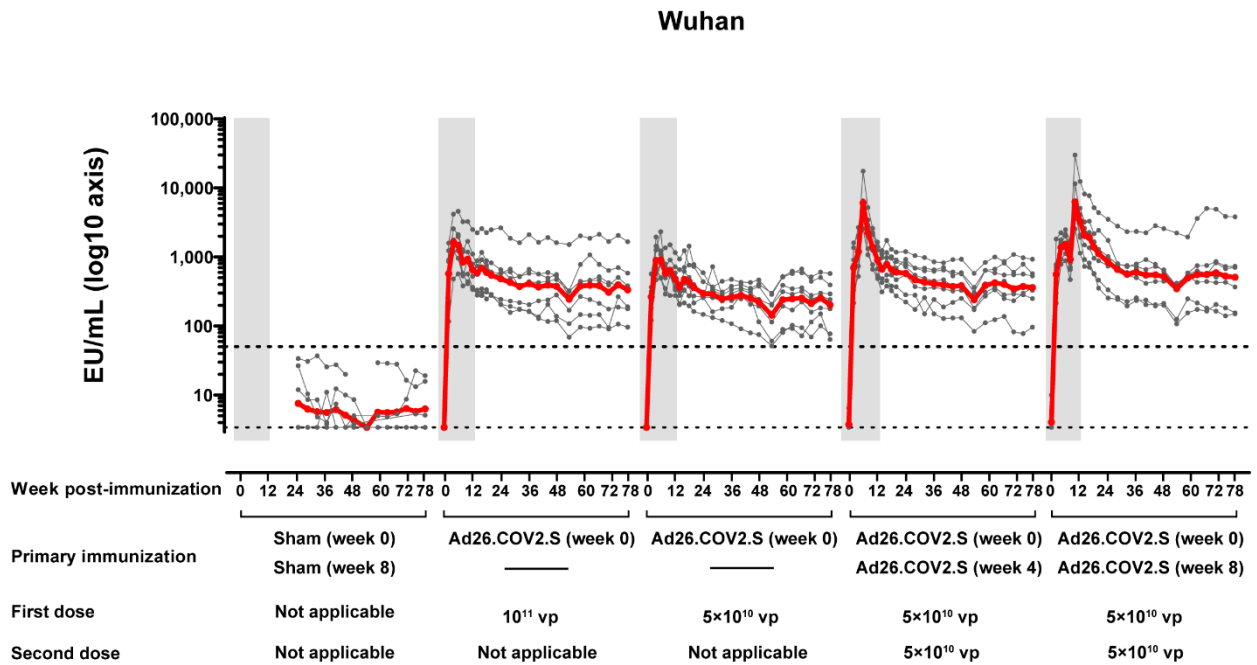 Wuhan
EU/mL (log10 axis)
100,000
10,000
1,000
100
10
Week post-immunization 0 12 24 36 48 60 72 78 0 12 24 36 48 60 72 78 0 12 24 36 48 60 72 78 0 12 24 36 48 60 72 78 0 12 24 36 48 60 72 78
Primary immunization
Sham (week 0) Ad26.COV2.S (week 0) Ad26.COV2.S (week 0) Ad26.COV2.S (week 0) Ad26.COV2.S (week 0)
Sham (week 8) Ad26.COV2.S (week 4) Ad26.COV2.S (week 8)
First dose Not applicable 10¹¹ vp 5×10¹⁰ vp 5×10¹⁰ vp 5×10¹⁰ vp
Second dose Not applicable Not applicable Not applicable 5×10¹⁰ vp 5×10¹⁰ vp